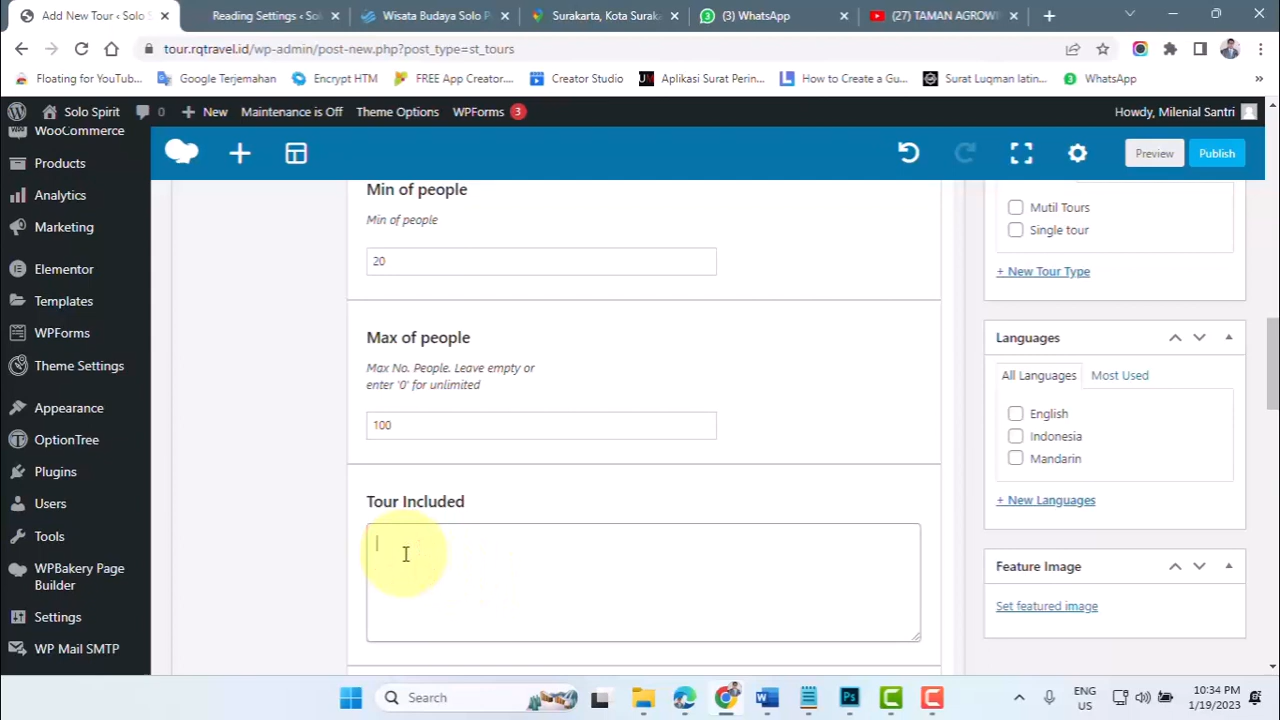 Add New Tour ‹ Solo S
Reading Settings ‹ Sol
Wisata Budaya Solo P
Surakarta, Kota Suraka
(3) WhatsApp
(27) TAMAN AGROWI
tour.rqtravel.id/wp-admin/post-new.php?post_type=st_tours
Floating for YouTub...
Google Terjemahan
Encrypt HTM
FREE App Creator....
Creator Studio
Aplikasi Surat Perin...
How to Create a Gu...
Surat Luqman latin...
WhatsApp
»
Solo Spirit
0
New
Maintenance is Off
Theme Options
WPForms
3
Howdy, Milenial Santri
WooCommerce
Products
Analytics
Marketing
Elementor
Templates
WPForms
Theme Settings
Appearance
OptionTree
Plugins
Users
Tools
WPBakery Page
Builder
Settings
WP Mail SMTP
Preview
Publish
Min of people
Min of people
20
Max of people
Max No. People. Leave empty or
enter '0' for unlimited
100
Tour Included
Mutil Tours
Single tour
+ New Tour Type
Languages
All Languages
Most Used
English
Indonesia
Mandarin
+ New Languages
Feature Image
Set featured image
Search
ENG
US
10:34 PM
1/19/2023